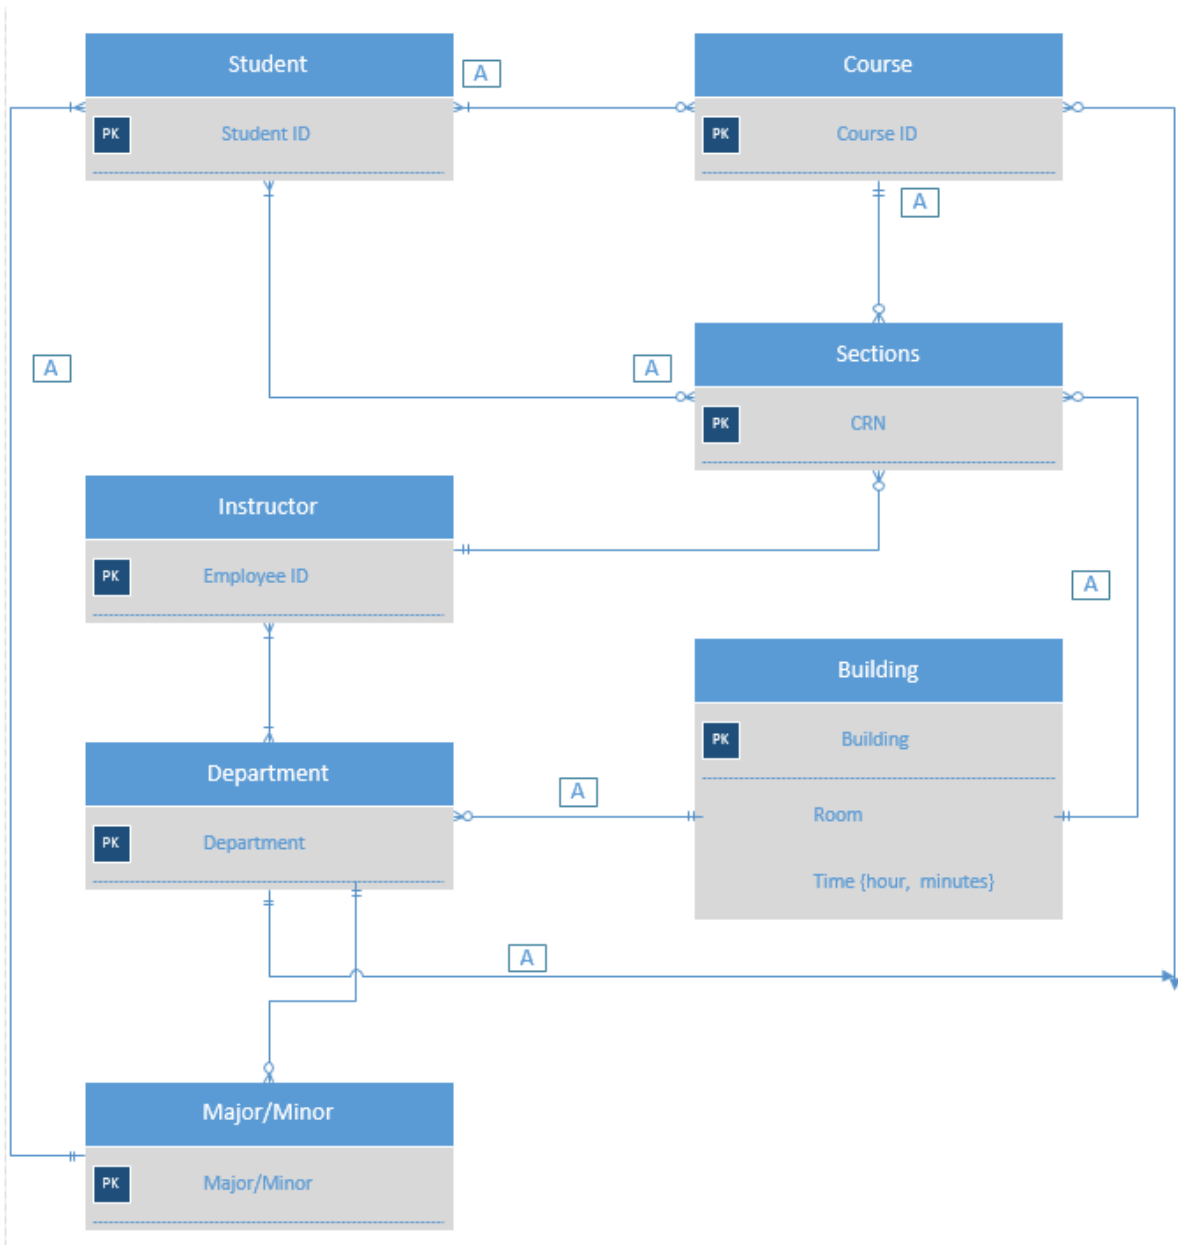 Student
A
Course
PK
Student ID
PK
Course ID
A
A
A
Sections
PK
CRN
Instructor
PK
Employee ID
A
Building
PK
Building
Department
A
PK
Department
Room
Time {hour, minutes}
A
Major/Minor
PK
Major/Minor